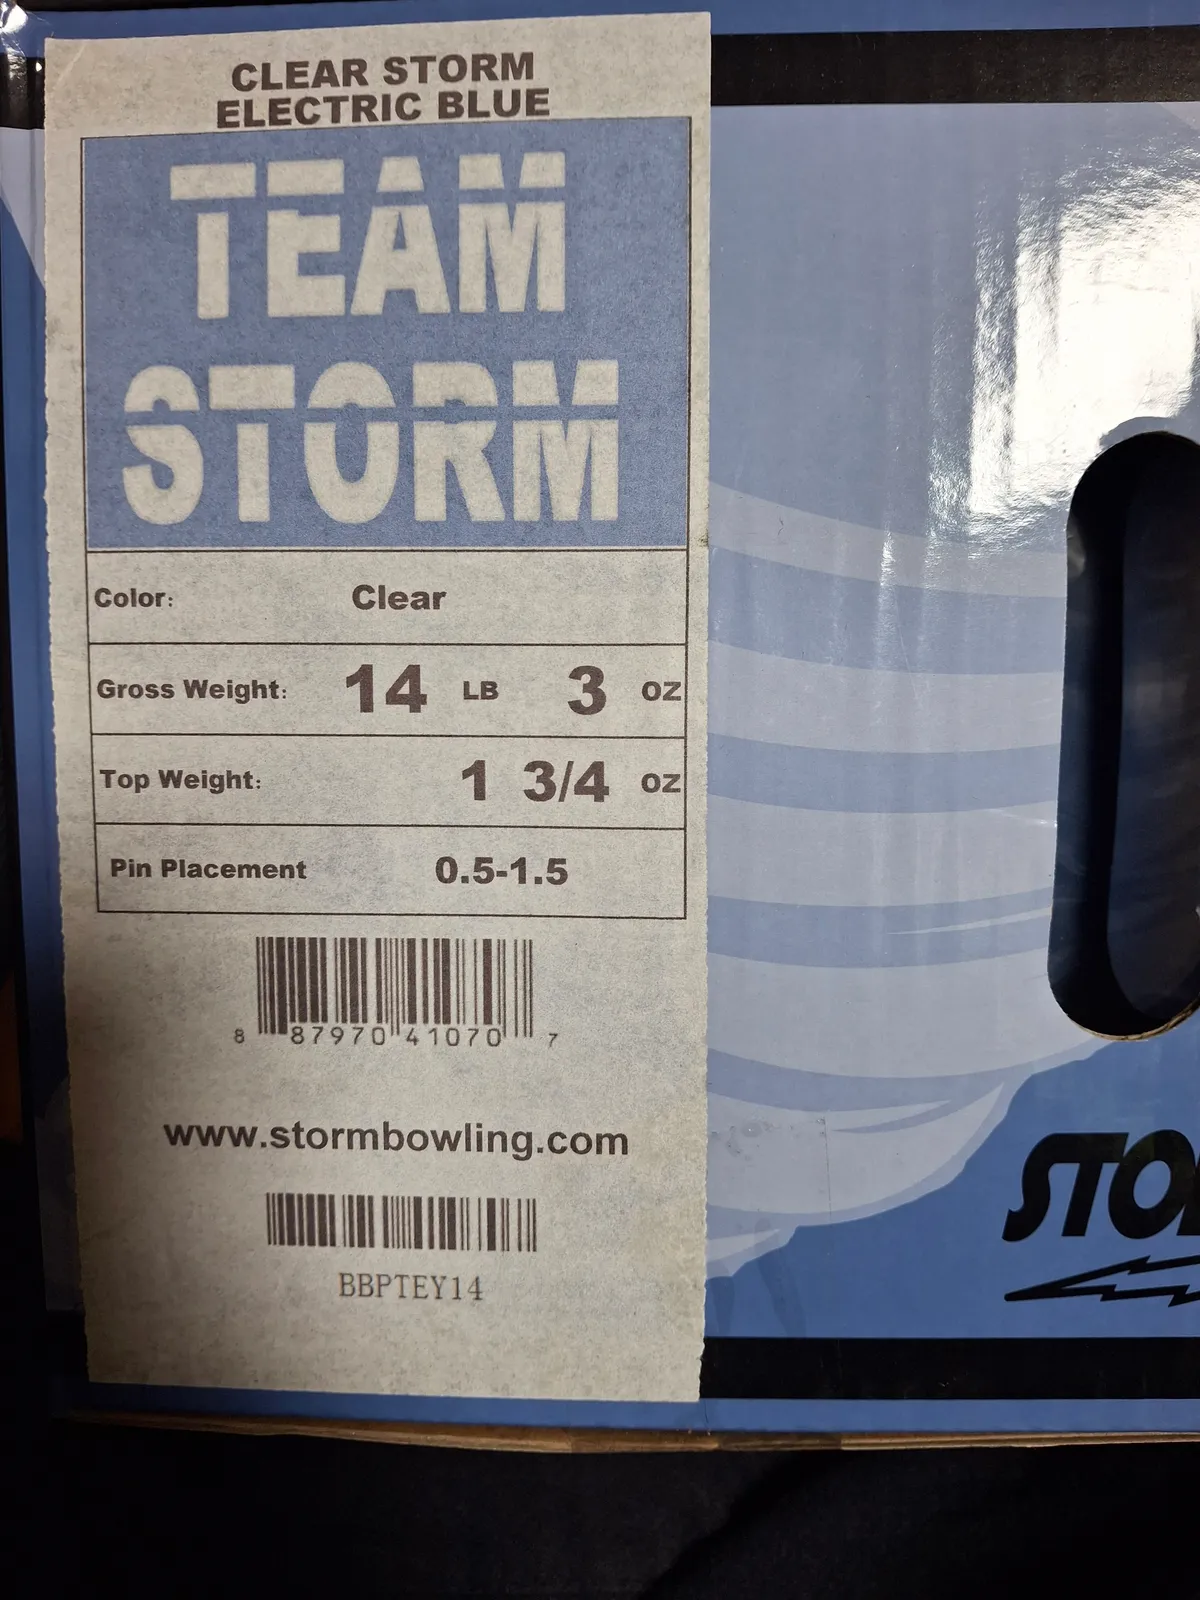 CLEAR STORM
ELECTRIC BLUE
TEAM
STORM
Color: Clear
Gross Weight: 14 LB 3 OZ
Top Weight: 1 3/4 OZ
Pin Placement 0.5-1.5
8 87970 41070 7
www.stormbowling.com
BBPTEY14